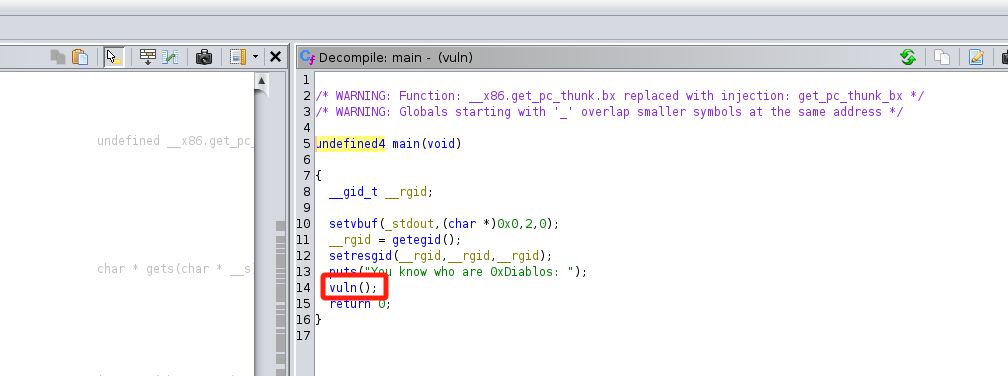 Decompile: main - (vuln)
1
2 /* WARNING: Function: __x86.get_pc_thunk.bx replaced with injection: get_pc_thunk_bx */
3 /* WARNING: Globals starting with '_' overlap smaller symbols at the same address */
4
5 undefined4 main(void)
6
7 {
8 __gid_t __rgid;
9
10 setvbuf(_stdout,(char *)0x0,2,0);
11 __rgid = getegid();
12 setresgid(__rgid,__rgid,__rgid);
13 puts("You know who are 0xDiablos: ");
14 vuln();
15 return 0;
16 }
17
undefined __x86.get_pc_
char * gets(char * __s)